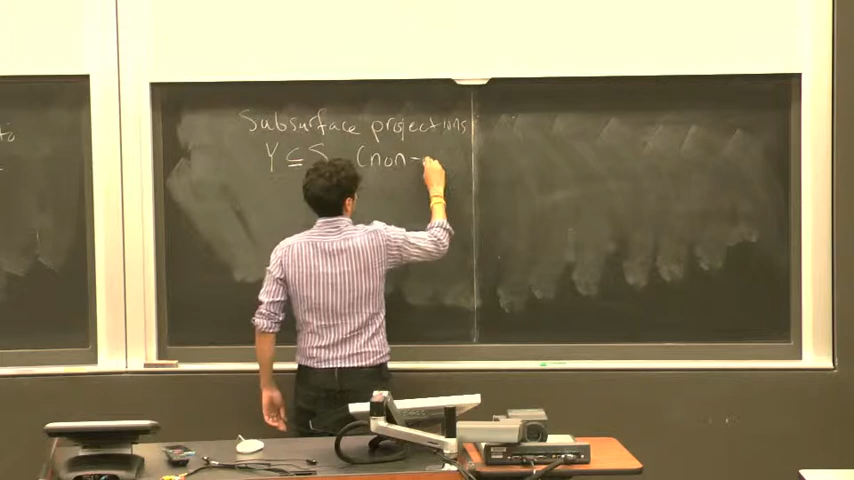 Subsurface projections
Y ⊆ S (non-